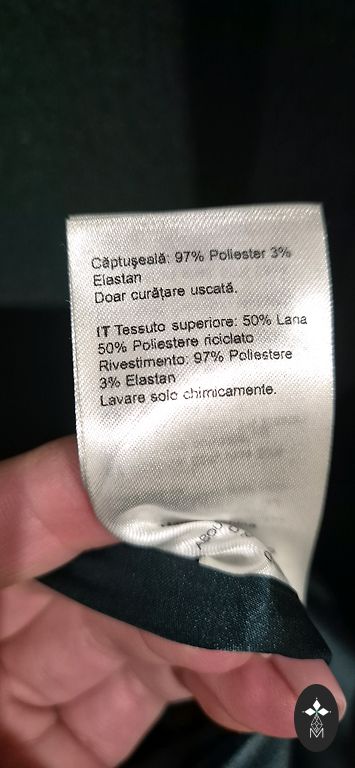 Căptușeală: 97% Poliester 3%
Elastan
Doar curățare uscată.
IT Tessuto superiore: 50% Lana
50% Poliestere riciclato
Rivestimento: 97% Poliestere
3% Elastan
Lavare solo chimicamente.
ABOU
M